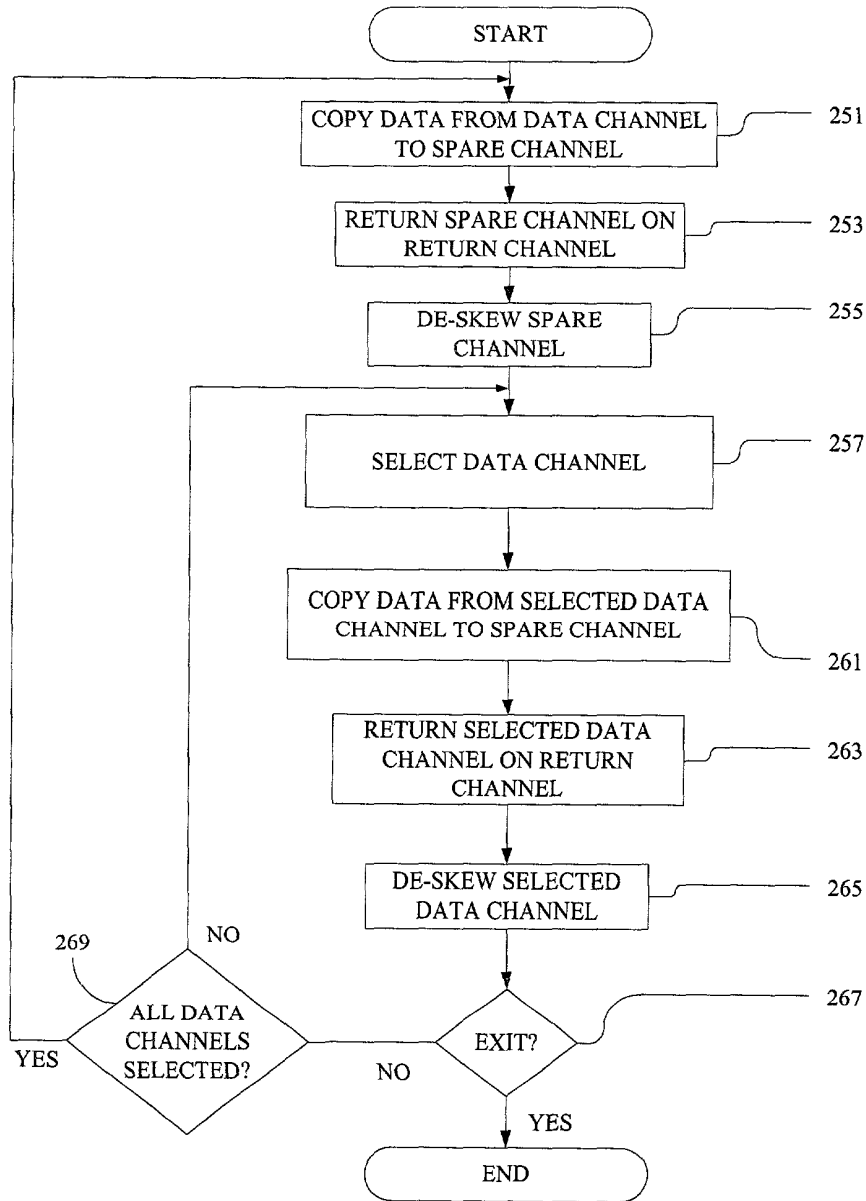 START
COPY DATA FROM DATA CHANNEL
TO SPARE CHANNEL
251
RETURN SPARE CHANNEL ON
RETURN CHANNEL
253
DE-SKEW SPARE
CHANNEL
255
SELECT DATA CHANNEL
257
COPY DATA FROM SELECTED DATA
CHANNEL TO SPARE CHANNEL
261
RETURN SELECTED DATA
CHANNEL ON RETURN
CHANNEL
263
DE-SKEW SELECTED
DATA CHANNEL
265
EXIT?
267
NO
YES
269
ALL DATA
CHANNELS
SELECTED?
NO
YES
END